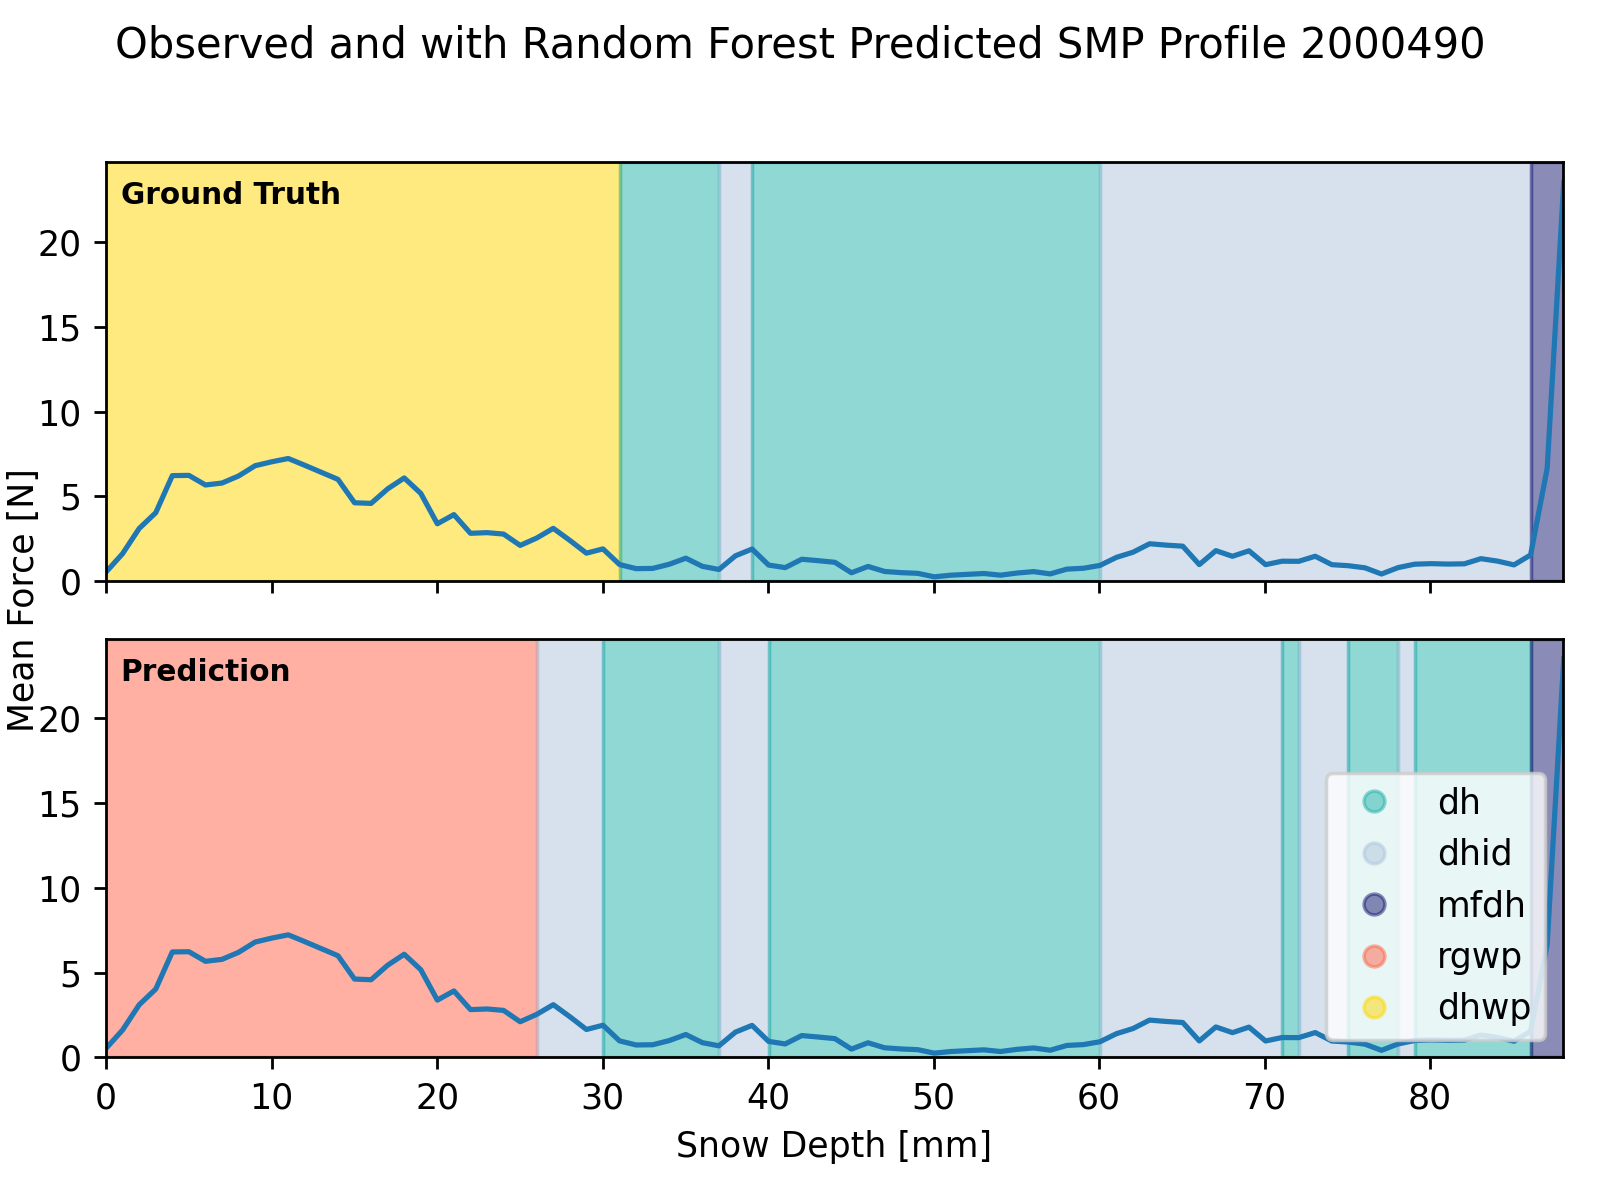 Observed and with Random Forest Predicted SMP Profile 2000490
Mean Force [N]
Ground Truth
20
15
10
5
0
Prediction
20
15
10
5
0
dh
dhid
mfdh
rgwp
dhwp
0 10 20 30 40 50 60 70 80
Snow Depth [mm]